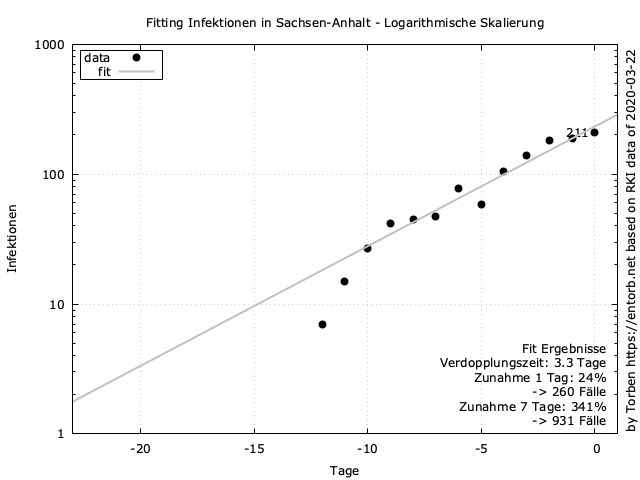 Fitting Infektionen in Sachsen-Anhalt - Logarithmische Skalierung
1000
100
10
1
Infektionen
data
fit
211
Fit Ergebnisse
Verdopplungszeit: 3.3 Tage
Zunahme 1 Tag: 24%
-> 260 Fälle
Zunahme 7 Tage: 341%
-> 931 Fälle
-20
-15
-10
-5
0
Tage
by Torben https://entorb.net based on RKI data of 2020-03-22